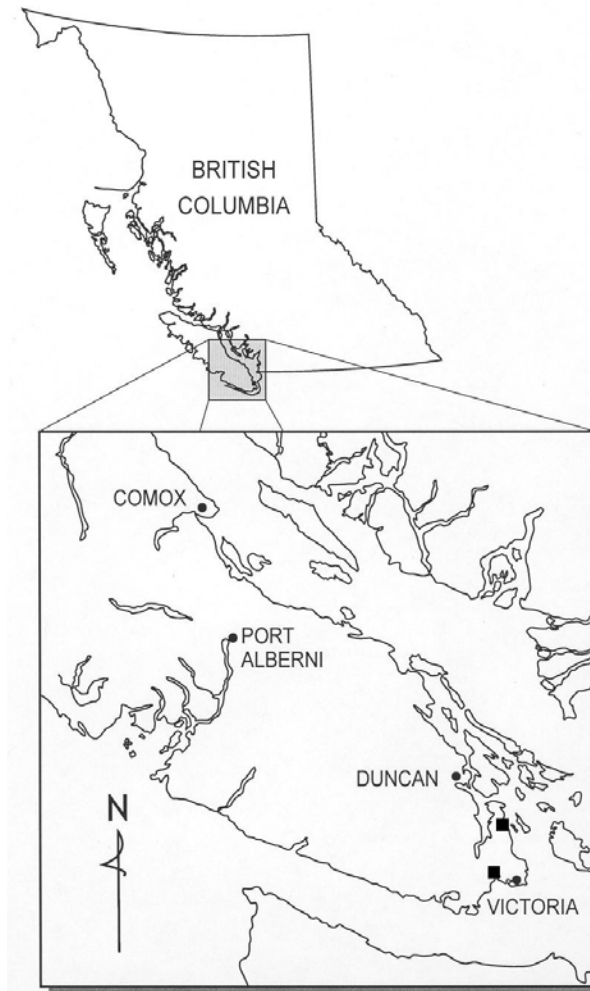 BRITISH
COLUMBIA
COMOX
PORT
ALBERNI
DUNCAN
N
VICTORIA